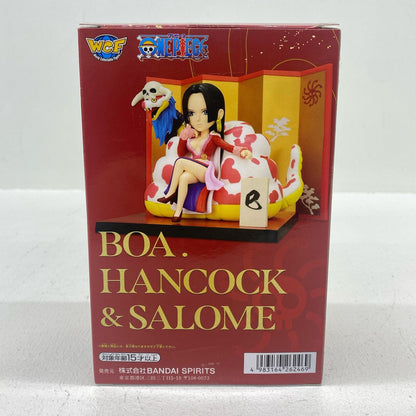 WCF
ONE PIECE
BOA.
HANCOCK
& SALOME
対象年齢15才以上
発売元 株式会社BANDAI SPIRITS
4 983164 262469